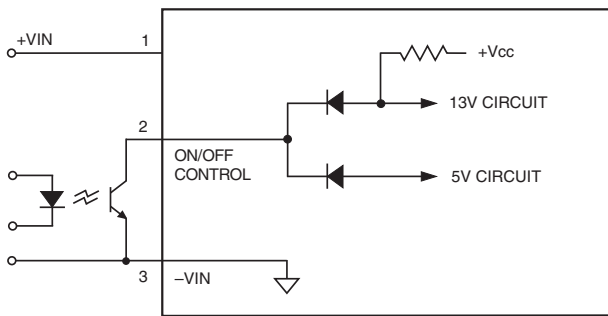 +VIN
1
+Vcc
13V CIRCUIT
2
ON/OFF
CONTROL
5V CIRCUIT
3
–VIN